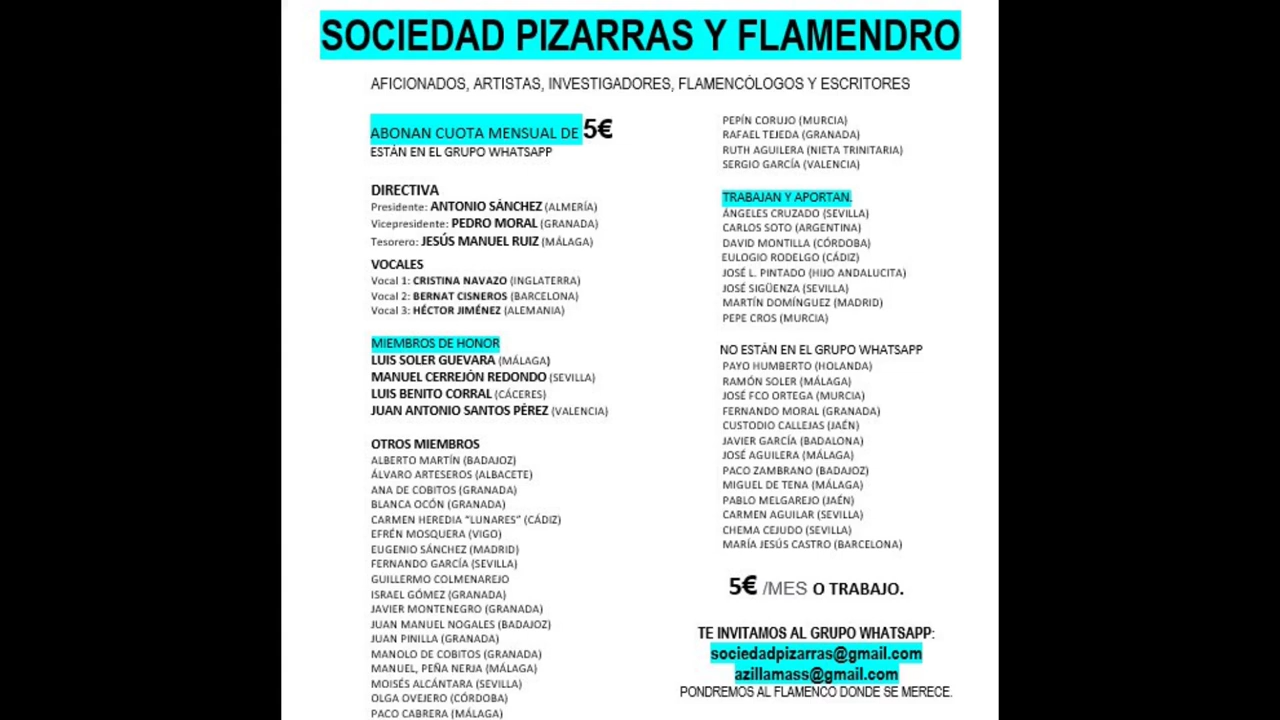 SOCIEDAD PIZARRAS Y FLAMENDRO
AFICIONADOS, ARTISTAS, INVESTIGADORES, FLAMENCÓLOGOS Y ESCRITORES
ABONAN CUOTA MENSUAL DE 5€
ESTÁN EN EL GRUPO WHATSAPP
DIRECTIVA
Presidente: ANTONIO SÁNCHEZ (ALMERÍA)
Vicepresidente: PEDRO MORAL (GRANADA)
Tesorero: JESÚS MANUEL RUIZ (MÁLAGA)
VOCALES
Vocal 1: CRISTINA NAVAZO (INGLATERRA)
Vocal 2: BERNAT CISNEROS (BARCELONA)
Vocal 3: HÉCTOR JIMÉNEZ (ALEMANIA)
MIEMBROS DE HONOR
LUIS SOLER GUEVARA (MÁLAGA)
MANUEL CERREJÓN REDONDO (SEVILLA)
LUIS BENITO CORRAL (CÁCERES)
JUAN ANTONIO SANTOS PÉREZ (VALENCIA)
OTROS MIEMBROS
ALBERTO MARTÍN (BADAJOZ)
ÁLVARO ARTESEROS (ALBACETE)
ANA DE COBITOS (GRANADA)
BLANCA OCÓN (GRANADA)
CARMEN HEREDIA "LUNARES" (CÁDIZ)
EFRÉN MOSQUERA (VIGO)
EUGENIO SÁNCHEZ (MADRID)
FERNANDO GARCÍA (SEVILLA)
GUILLERMO COLMENAREJO
ISRAEL GÓMEZ (GRANADA)
JAVIER MONTENEGRO (GRANADA)
JUAN MANUEL NOGALES (BADAJOZ)
JUAN PINILLA (GRANADA)
MANOLO DE COBITOS (GRANADA)
MANUEL, PEÑA NERJA (MÁLAGA)
MOISÉS ALCÁNTARA (SEVILLA)
OLGA OVEJERO (CÓRDOBA)
PACO CABRERA (MÁLAGA)
PEPÍN CORUJO (MURCIA)
RAFAEL TEJEDA (GRANADA)
RUTH AGUILERA (NIETA TRINITARIA)
SERGIO GARCÍA (VALENCIA)
TRABAJAN Y APORTAN.
ÁNGELES CRUZADO (SEVILLA)
CARLOS SOTO (ARGENTINA)
DAVID MONTILLA (CÓRDOBA)
EULOGIO RODELGO (CÁDIZ)
JOSÉ L. PINTADO (HIJO ANDALUCITA)
JOSÉ SIGÜENZA (SEVILLA)
MARTÍN DOMÍNGUEZ (MADRID)
PEPE CROS (MURCIA)
NO ESTÁN EN EL GRUPO WHATSAPP
PAYO HUMBERTO (HOLANDA)
RAMÓN SOLER (MÁLAGA)
JOSÉ FCO ORTEGA (MURCIA)
FERNANDO MORAL (GRANADA)
CUSTODIO CALLEJAS (JAÉN)
JAVIER GARCÍA (BADALONA)
JOSÉ AGUILERA (MÁLAGA)
PACO ZAMBRANO (BADAJOZ)
MIGUEL DE TENA (MÁLAGA)
PABLO MELGAREJO (JAÉN)
CARMEN AGUILAR (SEVILLA)
CHEMA CEJUDO (SEVILLA)
MARÍA JESÚS CASTRO (BARCELONA)
5€ /MES O TRABAJO.
TE INVITAMOS AL GRUPO WHATSAPP:
sociedadpizarras@gmail.com
azillamass@gmail.com
PONDREMOS AL FLAMENCO DONDE SE MERECE.